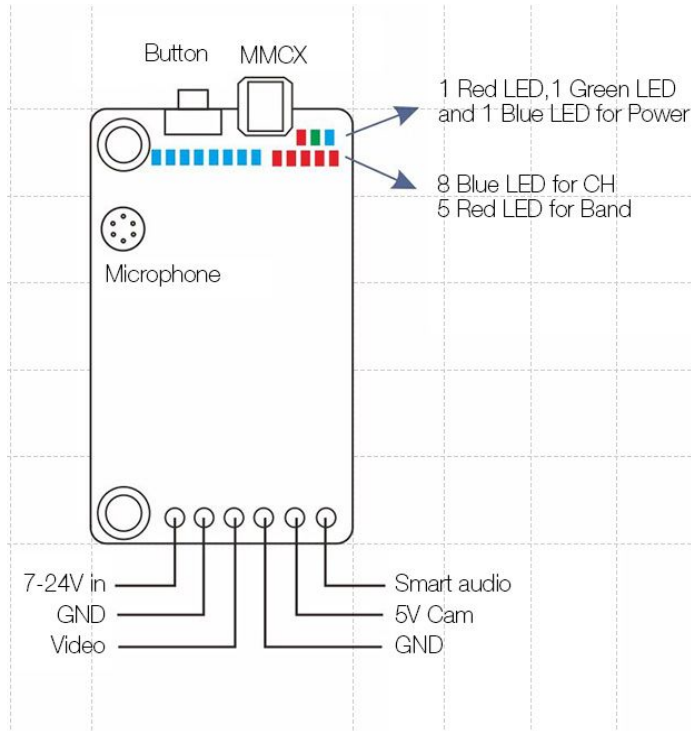 Button MMCX
1 Red LED, 1 Green LED
and 1 Blue LED for Power
8 Blue LED for CH
5 Red LED for Band
Microphone
7-24V in
GND
Video
Smart audio
5V Cam
GND